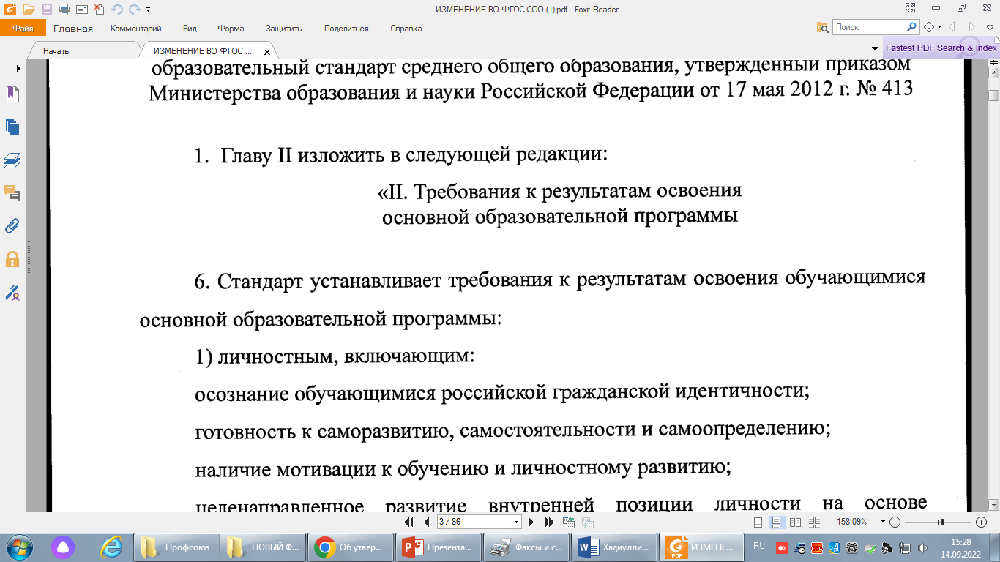 ИЗМЕНЕНИЕ ВО ФГОС СОО (1).pdf - Foxit Reader
Файл Главная Комментарий Вид Форма Защитить Поделиться Справка Поиск
Начать ИЗМЕНЕНИЕ ВО ФГОС ... Fastest PDF Search & Index
образовательный стандарт среднего общего образования, утвержденный приказом
Министерства образования и науки Российской Федерации от 17 мая 2012 г. № 413
1. Главу II изложить в следующей редакции:
«II. Требования к результатам освоения
основной образовательной программы
6. Стандарт устанавливает требования к результатам освоения обучающимися
основной образовательной программы:
1) личностным, включающим:
осознание обучающимися российской гражданской идентичности;
готовность к саморазвитию, самостоятельности и самоопределению;
наличие мотивации к обучению и личностному развитию;
целенаправленное развитие внутренней позиции личности на основе
3 / 86 158.09%
Профсоюз НОВЫЙ Ф... Об утвер... Презента... Факсы и с... Хадиулли... ИЗМЕНЕ... RU 15:28
14.09.2022